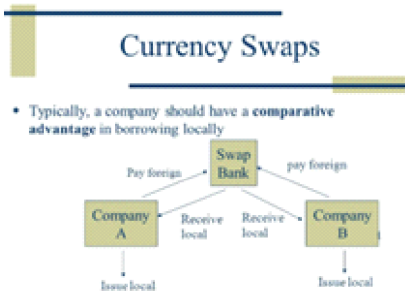 Currency Swaps
• Typically, a company should have a comparative
advantage in borrowing locally
Swap
Bank
Pay foreign
pay foreign
Company
A
Receive
local
Receive
local
Company
B
Issue local
Issue local